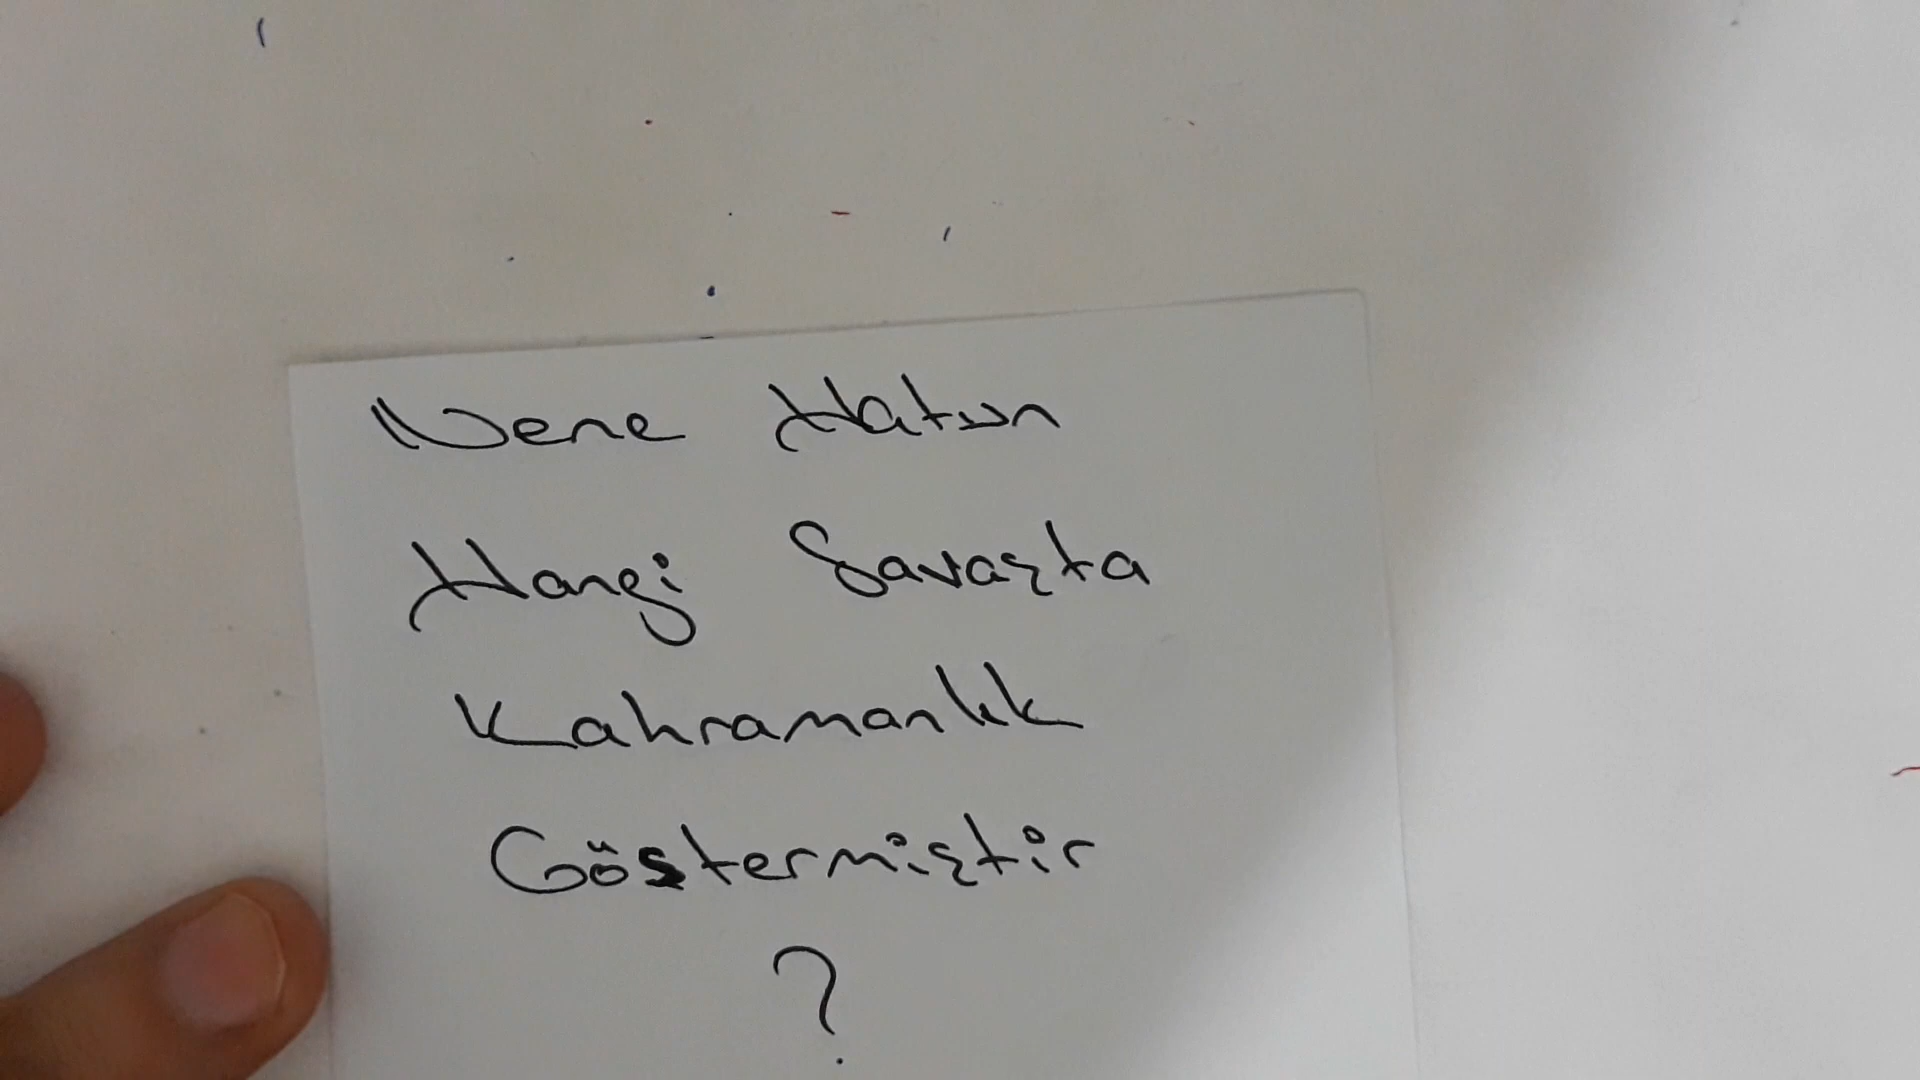 Nene Hatun
Hangi Savaşta
Kahramanlık
Göstermiştir
?